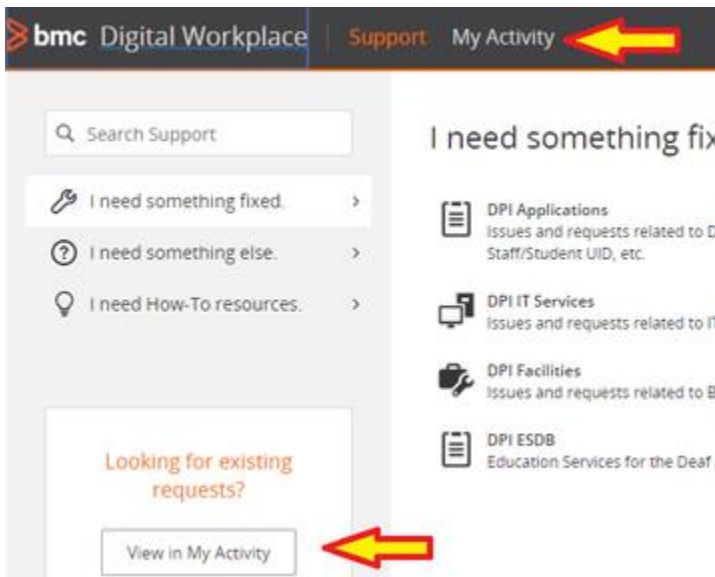 bmc Digital Workplace Support My Activity
Search Support
I need something fixed.
I need something else.
I need How-To resources.
Looking for existing
requests?
View in My Activity
I need something fix
DPI Applications
Issues and requests related to D
Staff/Student UID, etc.
DPI IT Services
Issues and requests related to IT
DPI Facilities
Issues and requests related to B
DPI ESDB
Education Services for the Deaf